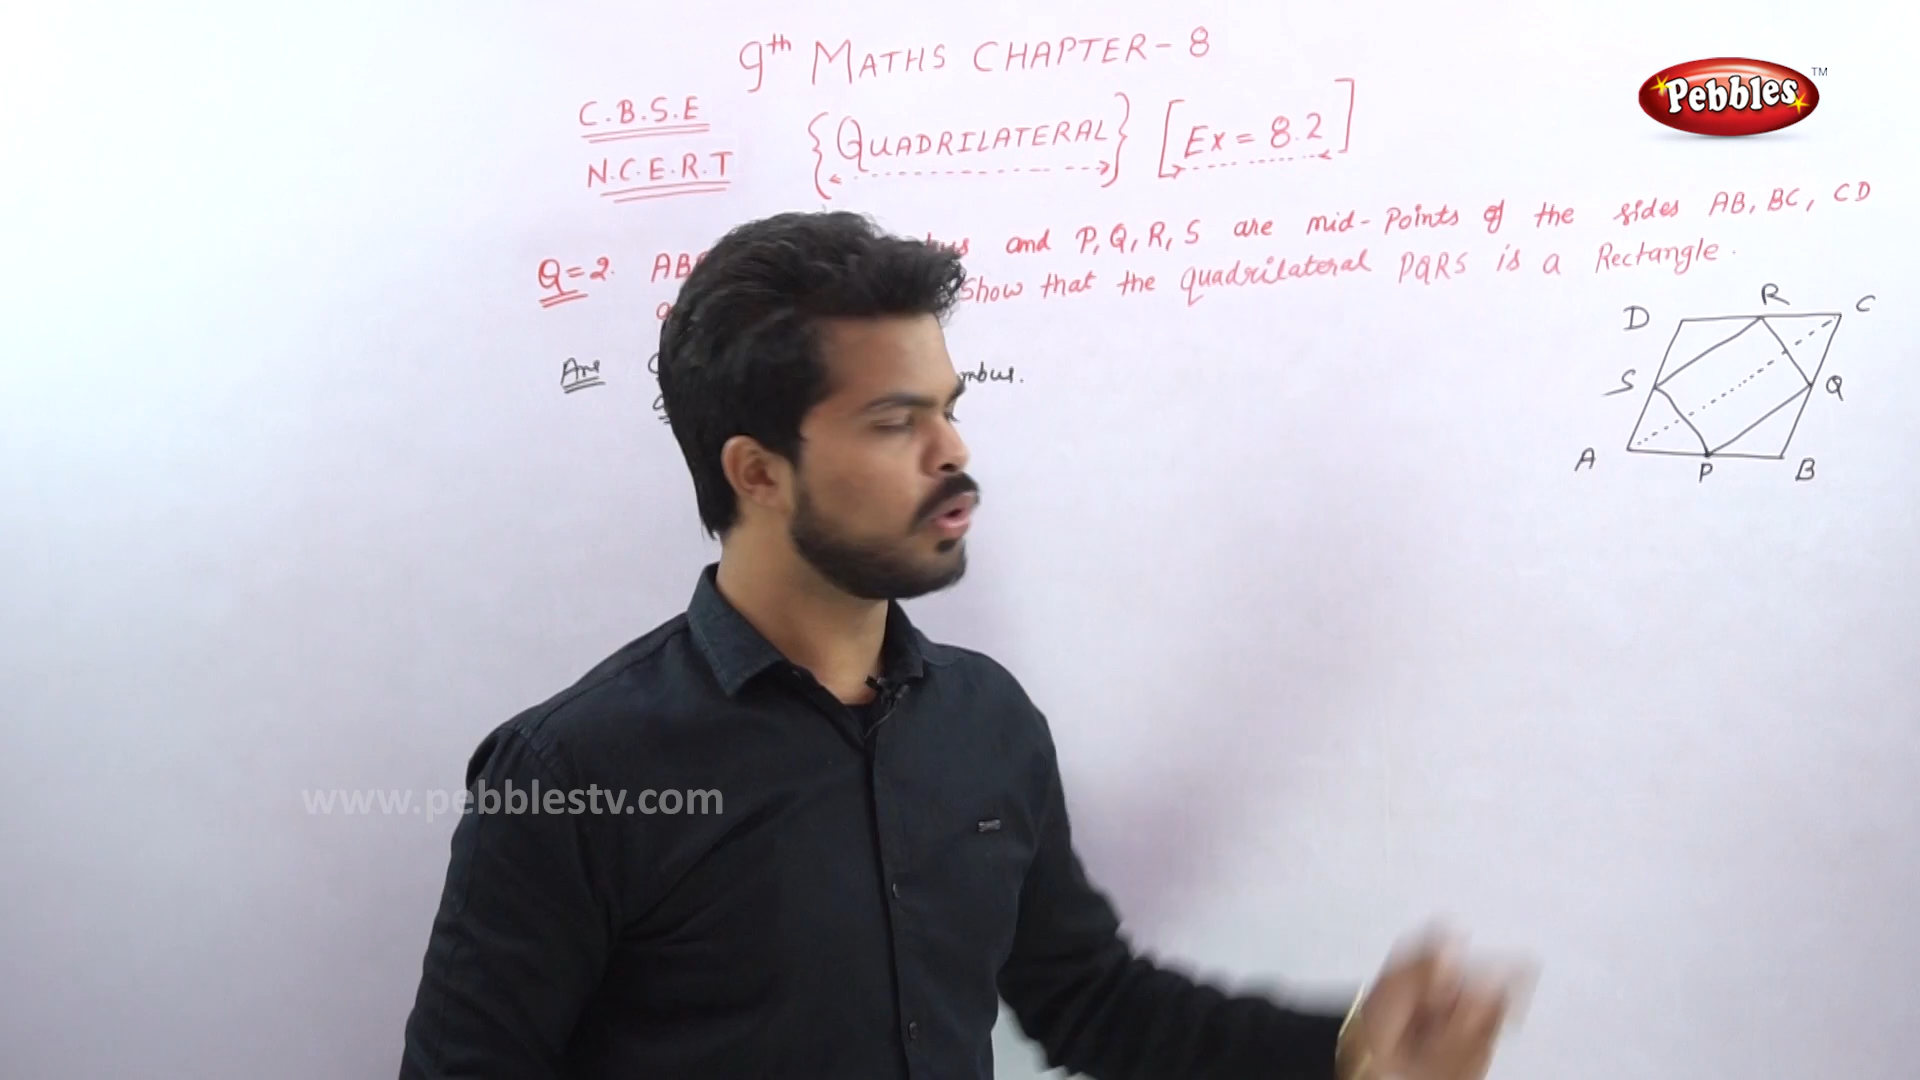 9th MATHS CHAPTER - 8
Pebbles TM
C.B.S.E
N.C.E.R.T
{QUADRILATERAL} [Ex = 8.2]
Q=2. and P, Q, R, S are mid-Points of the sides AB, BC, CD
Show that the quadrilateral PQRS is a Rectangle.
Ans
D R C
S Q
A P B
www.pebblestv.com